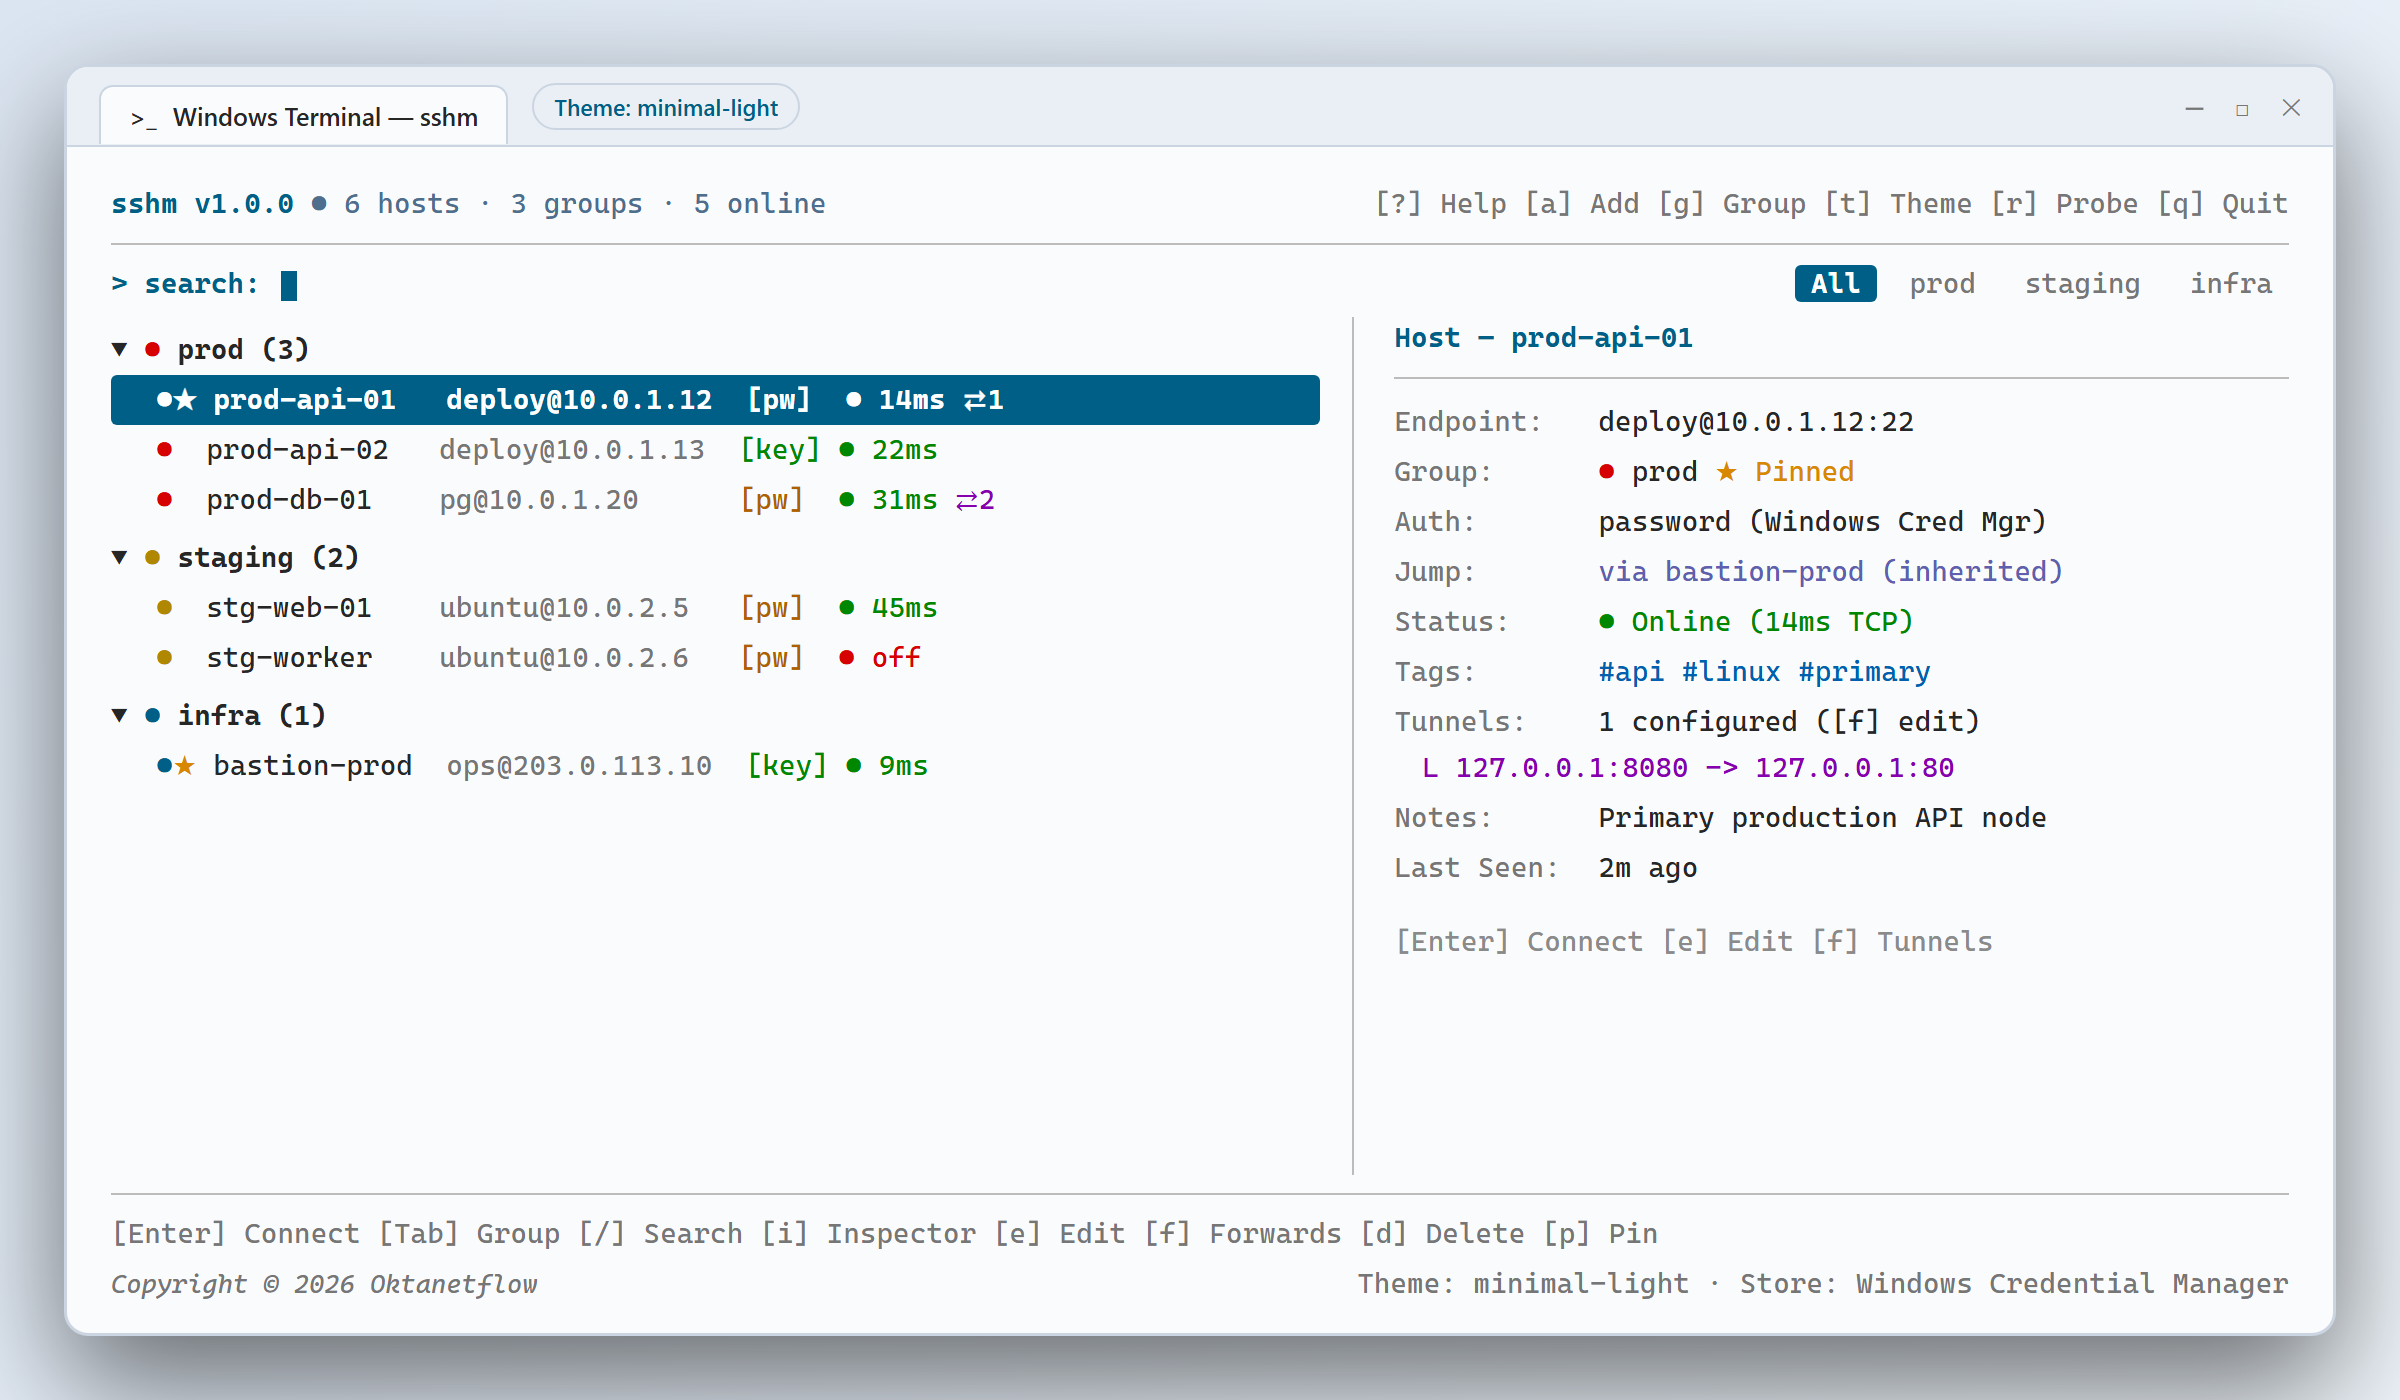 >_ Windows Terminal — sshm
Theme: minimal-light
sshm v1.0.0 ● 6 hosts · 3 groups · 5 online
[?] Help [a] Add [g] Group [t] Theme [r] Probe [q] Quit
> search:
All prod staging infra
▼ ● prod (3)
●★ prod-api-01 deploy@10.0.1.12 [pw] ● 14ms ⇄1
● prod-api-02 deploy@10.0.1.13 [key] ● 22ms
● prod-db-01 pg@10.0.1.20 [pw] ● 31ms ⇄2
▼ ● staging (2)
● stg-web-01 ubuntu@10.0.2.5 [pw] ● 45ms
● stg-worker ubuntu@10.0.2.6 [pw] ● off
▼ ● infra (1)
●★ bastion-prod ops@203.0.113.10 [key] ● 9ms
Host - prod-api-01
Endpoint: deploy@10.0.1.12:22
Group: ● prod ★ Pinned
Auth: password (Windows Cred Mgr)
Jump: via bastion-prod (inherited)
Status: ● Online (14ms TCP)
Tags: #api #linux #primary
Tunnels: 1 configured ([f] edit)
L 127.0.0.1:8080 -> 127.0.0.1:80
Notes: Primary production API node
Last Seen: 2m ago
[Enter] Connect [e] Edit [f] Tunnels
[Enter] Connect [Tab] Group [/] Search [i] Inspector [e] Edit [f] Forwards [d] Delete [p] Pin
Copyright © 2026 Oktanetflow
Theme: minimal-light · Store: Windows Credential Manager